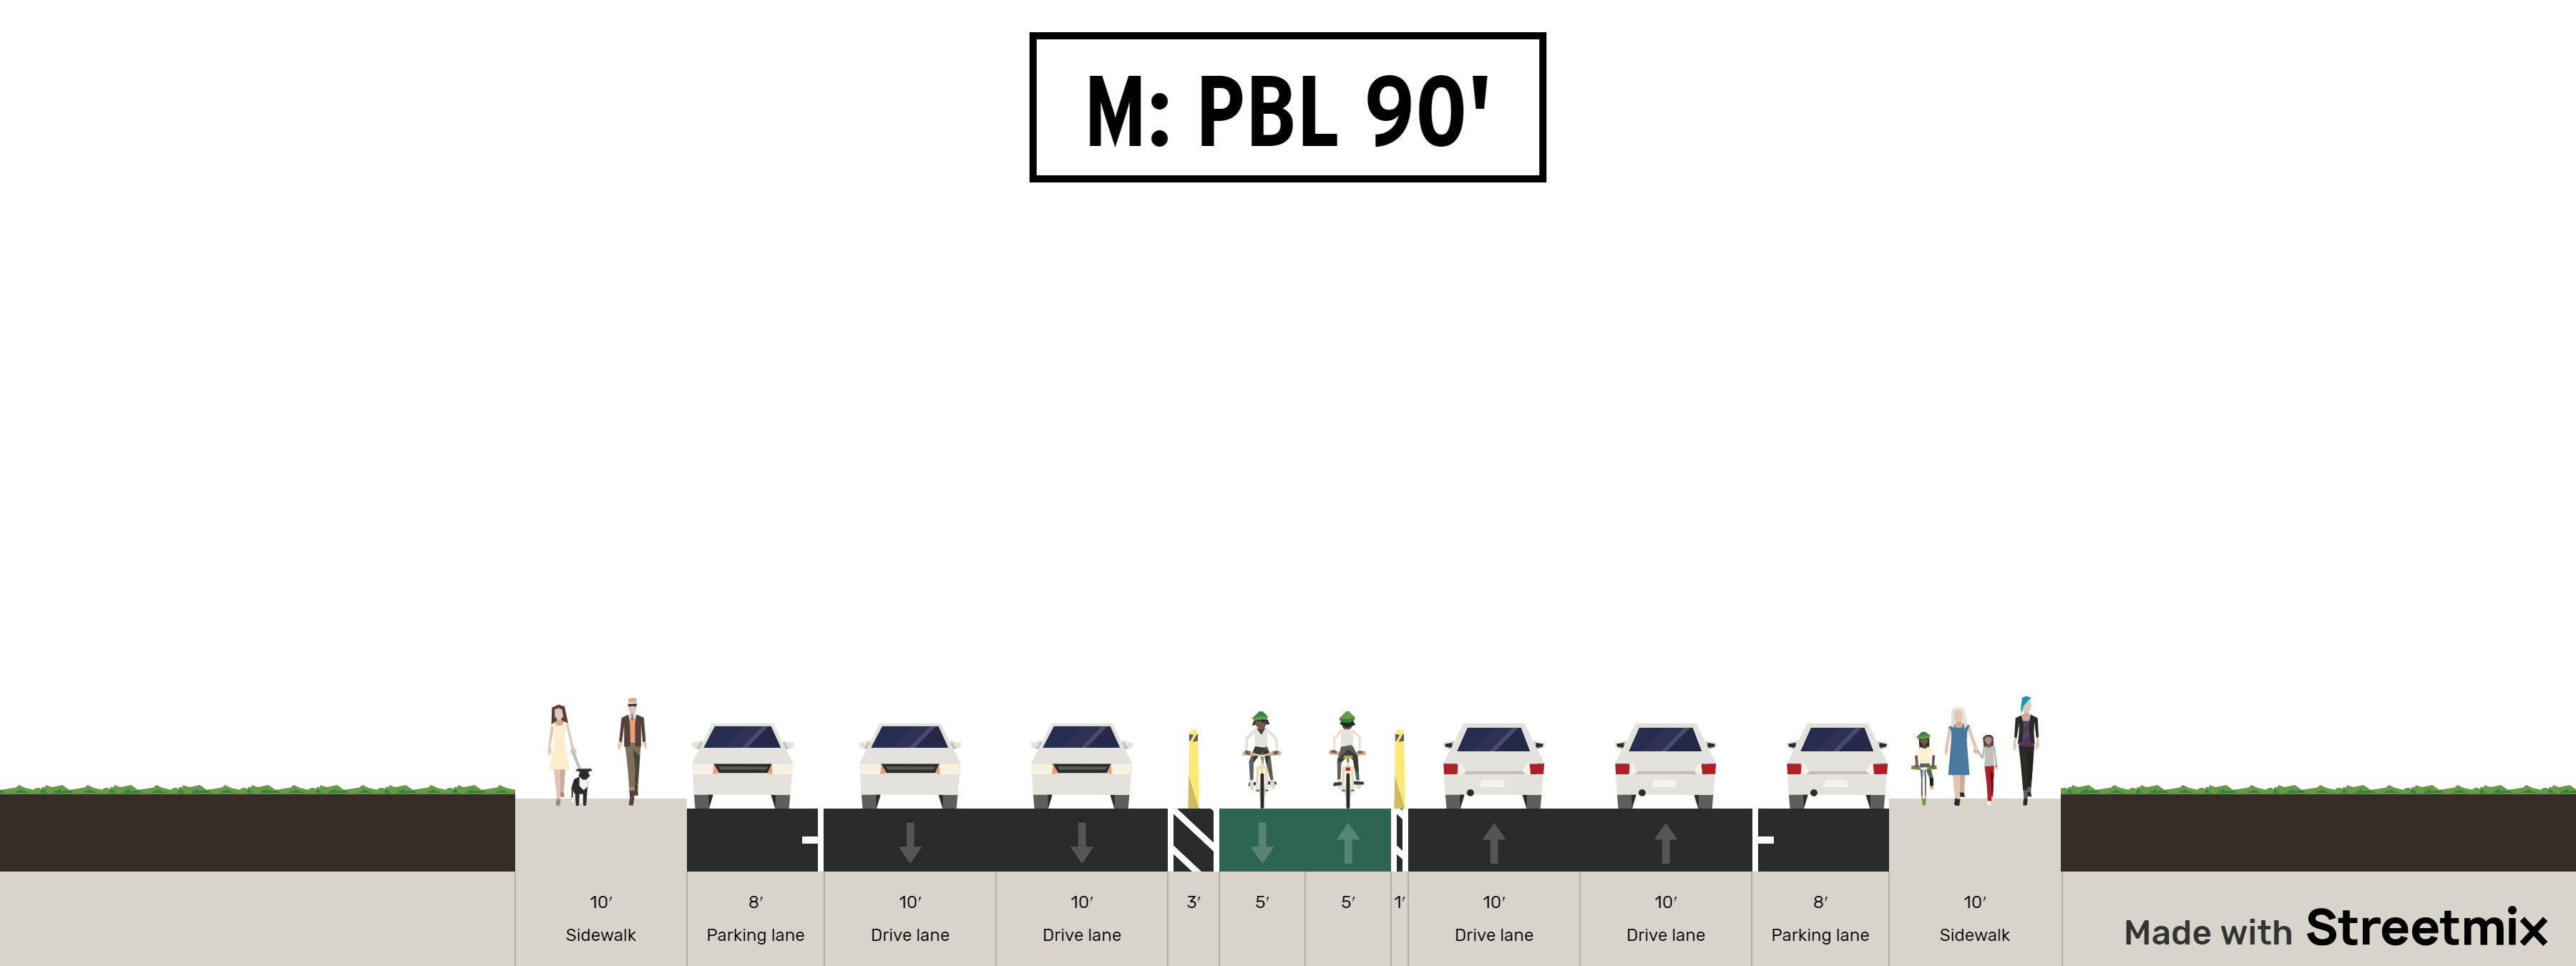 M: PBL 90'
10′ 8′ 10′ 10′ 3′ 5′ 5′ 1′ 10′ 10′ 8′ 10′
Sidewalk Parking lane Drive lane Drive lane Drive lane Drive lane Parking lane Sidewalk
Made with Streetmix